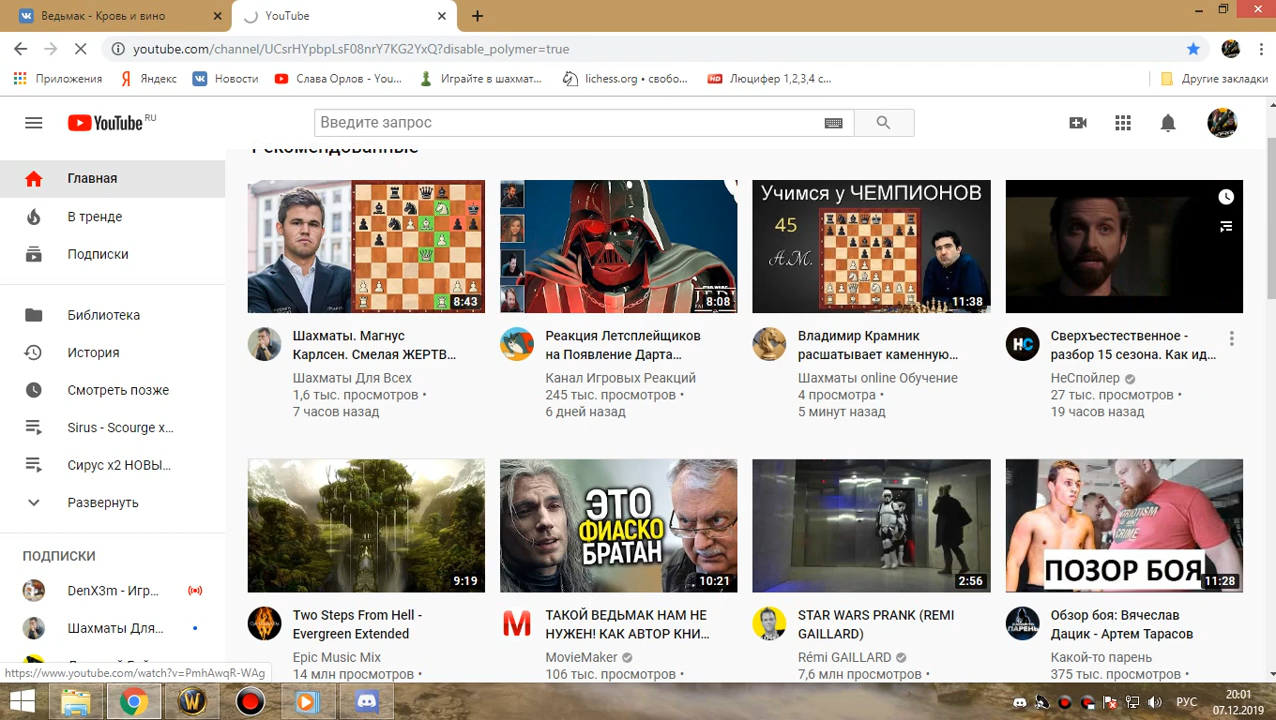 Ведьмак - Кровь и вино
YouTube
youtube.com/channel/UCsrHYpbpLsF08nrY7KG2YxQ?disable_polymer=true
Приложения
Яндекс
Новости
Слава Орлов - You...
Играйте в шахмат...
lichess.org • свобо...
HD
Люцифер 1,2,3,4 с...
Другие закладки
YouTube RU
Введите запрос
Главная
В тренде
Подписки
Библиотека
История
Смотреть позже
Sirus - Scourge x...
Сирус x2 НОВЫ...
Развернуть
ПОДПИСКИ
DenX3m - Игр...
Шахматы Для...
Рекомендованные
8:43
Шахматы. Магнус
Карлсен. Смелая ЖЕРТВ...
Шахматы Для Всех
1,6 тыс. просмотров •
7 часов назад
8:08
Реакция Летсплейщиков
на Появление Дарта...
Канал Игровых Реакций
245 тыс. просмотров •
6 дней назад
Учимся у ЧЕМПИОНОВ
45
А.М.
11:38
Владимир Крамник
расшатывает каменную...
Шахматы online Обучение
4 просмотра •
5 минут назад
НС
Сверхъестественное -
разбор 15 сезона. Как ид...
НеСпойлер
27 тыс. просмотров •
19 часов назад
9:19
Two Steps From Hell -
Evergreen Extended
Epic Music Mix
14 млн просмотров •
ЭТО
ФИАСКО
БРАТАН
10:21
ТАКОЙ ВЕДЬМАК НАМ НЕ
НУЖЕН! КАК АВТОР КНИ...
MovieMaker
106 тыс. просмотров •
2:56
STAR WARS PRANK (REMI
GAILLARD)
Rémi GAILLARD
7,6 млн просмотров •
ПОЗОР БОЯ
11:28
Обзор боя: Вячеслав
Дацик - Артем Тарасов
Какой-то парень
375 тыс. просмотров •
https://www.youtube.com/watch?v=PmhAwqR-WAg
РУС
20:01
07.12.2019